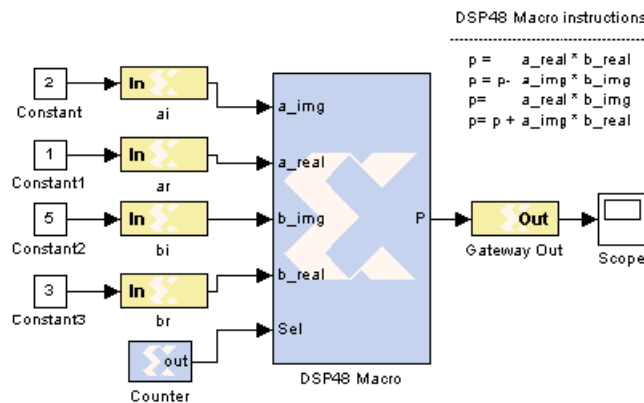 DSP48 Macro instructions
p = a_real * b_real
p = p- a_img * b_img
p= a_real * b_img
p= p + a_img * b_real
2
In
Constant
ai
a_img
1
In
a_real
Constant1
ar
5
In
b_img
P
Out
Constant2
bi
Gateway Out
Scope
3
In
b_real
Constant3
br
Sel
out
DSP48 Macro
Counter